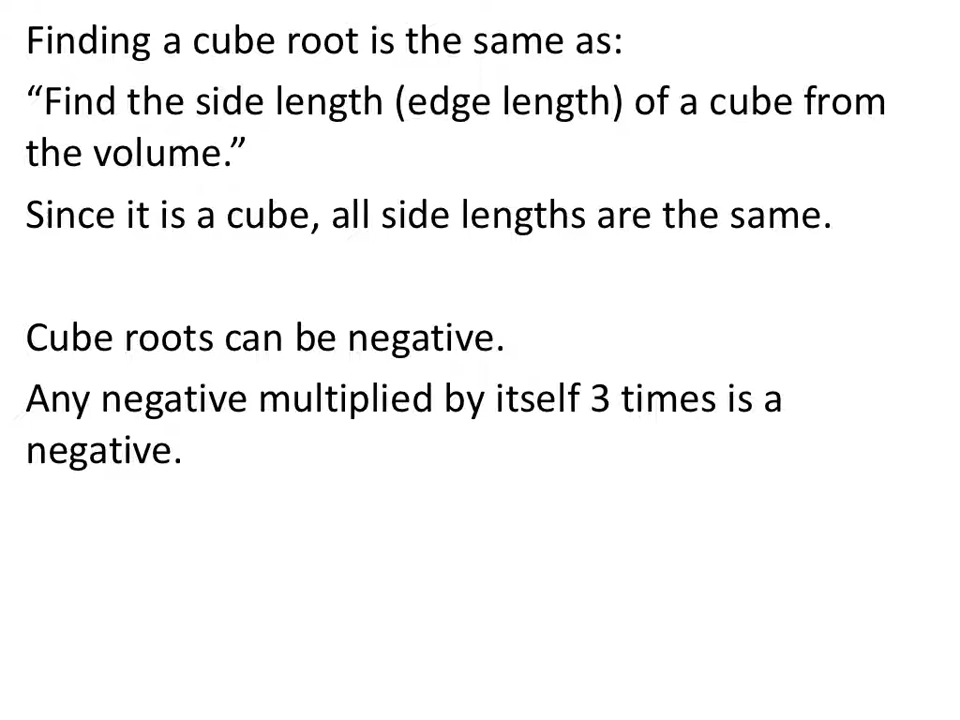 Finding a cube root is the same as:
“Find the side length (edge length) of a cube from
the volume.”
Since it is a cube, all side lengths are the same.
Cube roots can be negative.
Any negative multiplied by itself 3 times is a
negative.